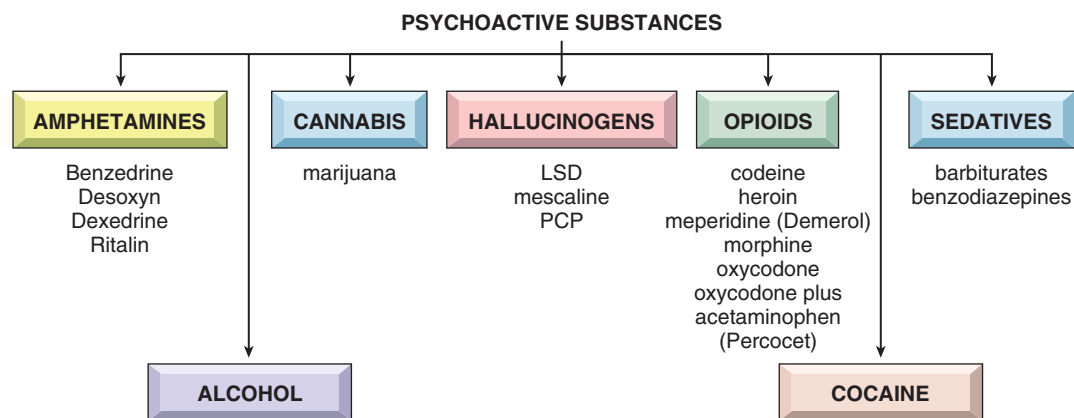 PSYCHOACTIVE SUBSTANCES
AMPHETAMINES
Benzedrine
Desoxyn
Dexedrine
Ritalin
CANNABIS
marijuana
HALLUCINOGENS
LSD
mescaline
PCP
OPIOIDS
codeine
heroin
meperidine (Demerol)
morphine
oxycodone
oxycodone plus
acetaminophen
(Percocet)
SEDATIVES
barbiturates
benzodiazepines
ALCOHOL
COCAINE